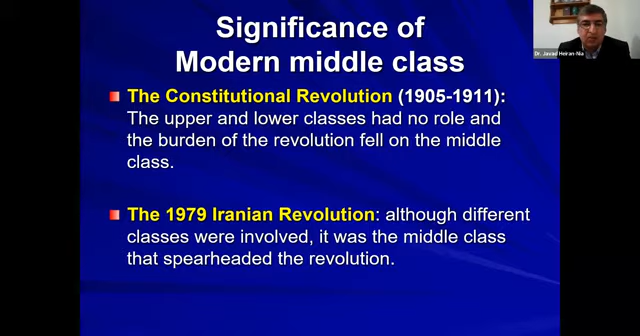 Significance of
Modern middle class
The Constitutional Revolution (1905-1911):
The upper and lower classes had no role and
the burden of the revolution fell on the middle
class.
The 1979 Iranian Revolution: although different
classes were involved, it was the middle class
that spearheaded the revolution.
Dr. Javad Heiran-Nia